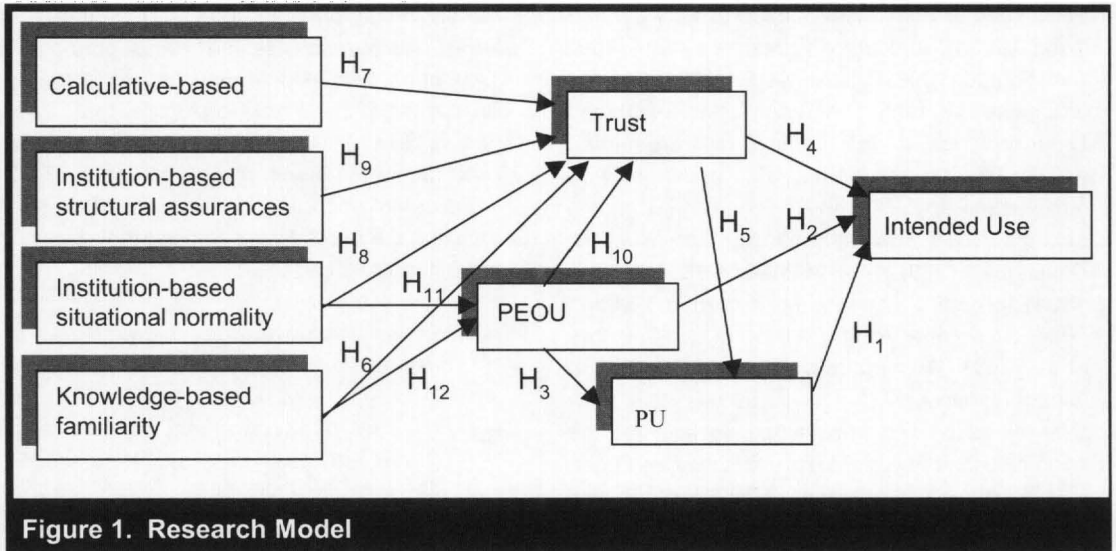 Calculative-based
H7
Trust
H4
Institution-based
structural assurances
H9
Intended Use
H8
H10
H5
H2
Institution-based
situational normality
H11
PEOU
H1
H6
H12
H3
Knowledge-based
familiarity
PU
Figure 1. Research Model